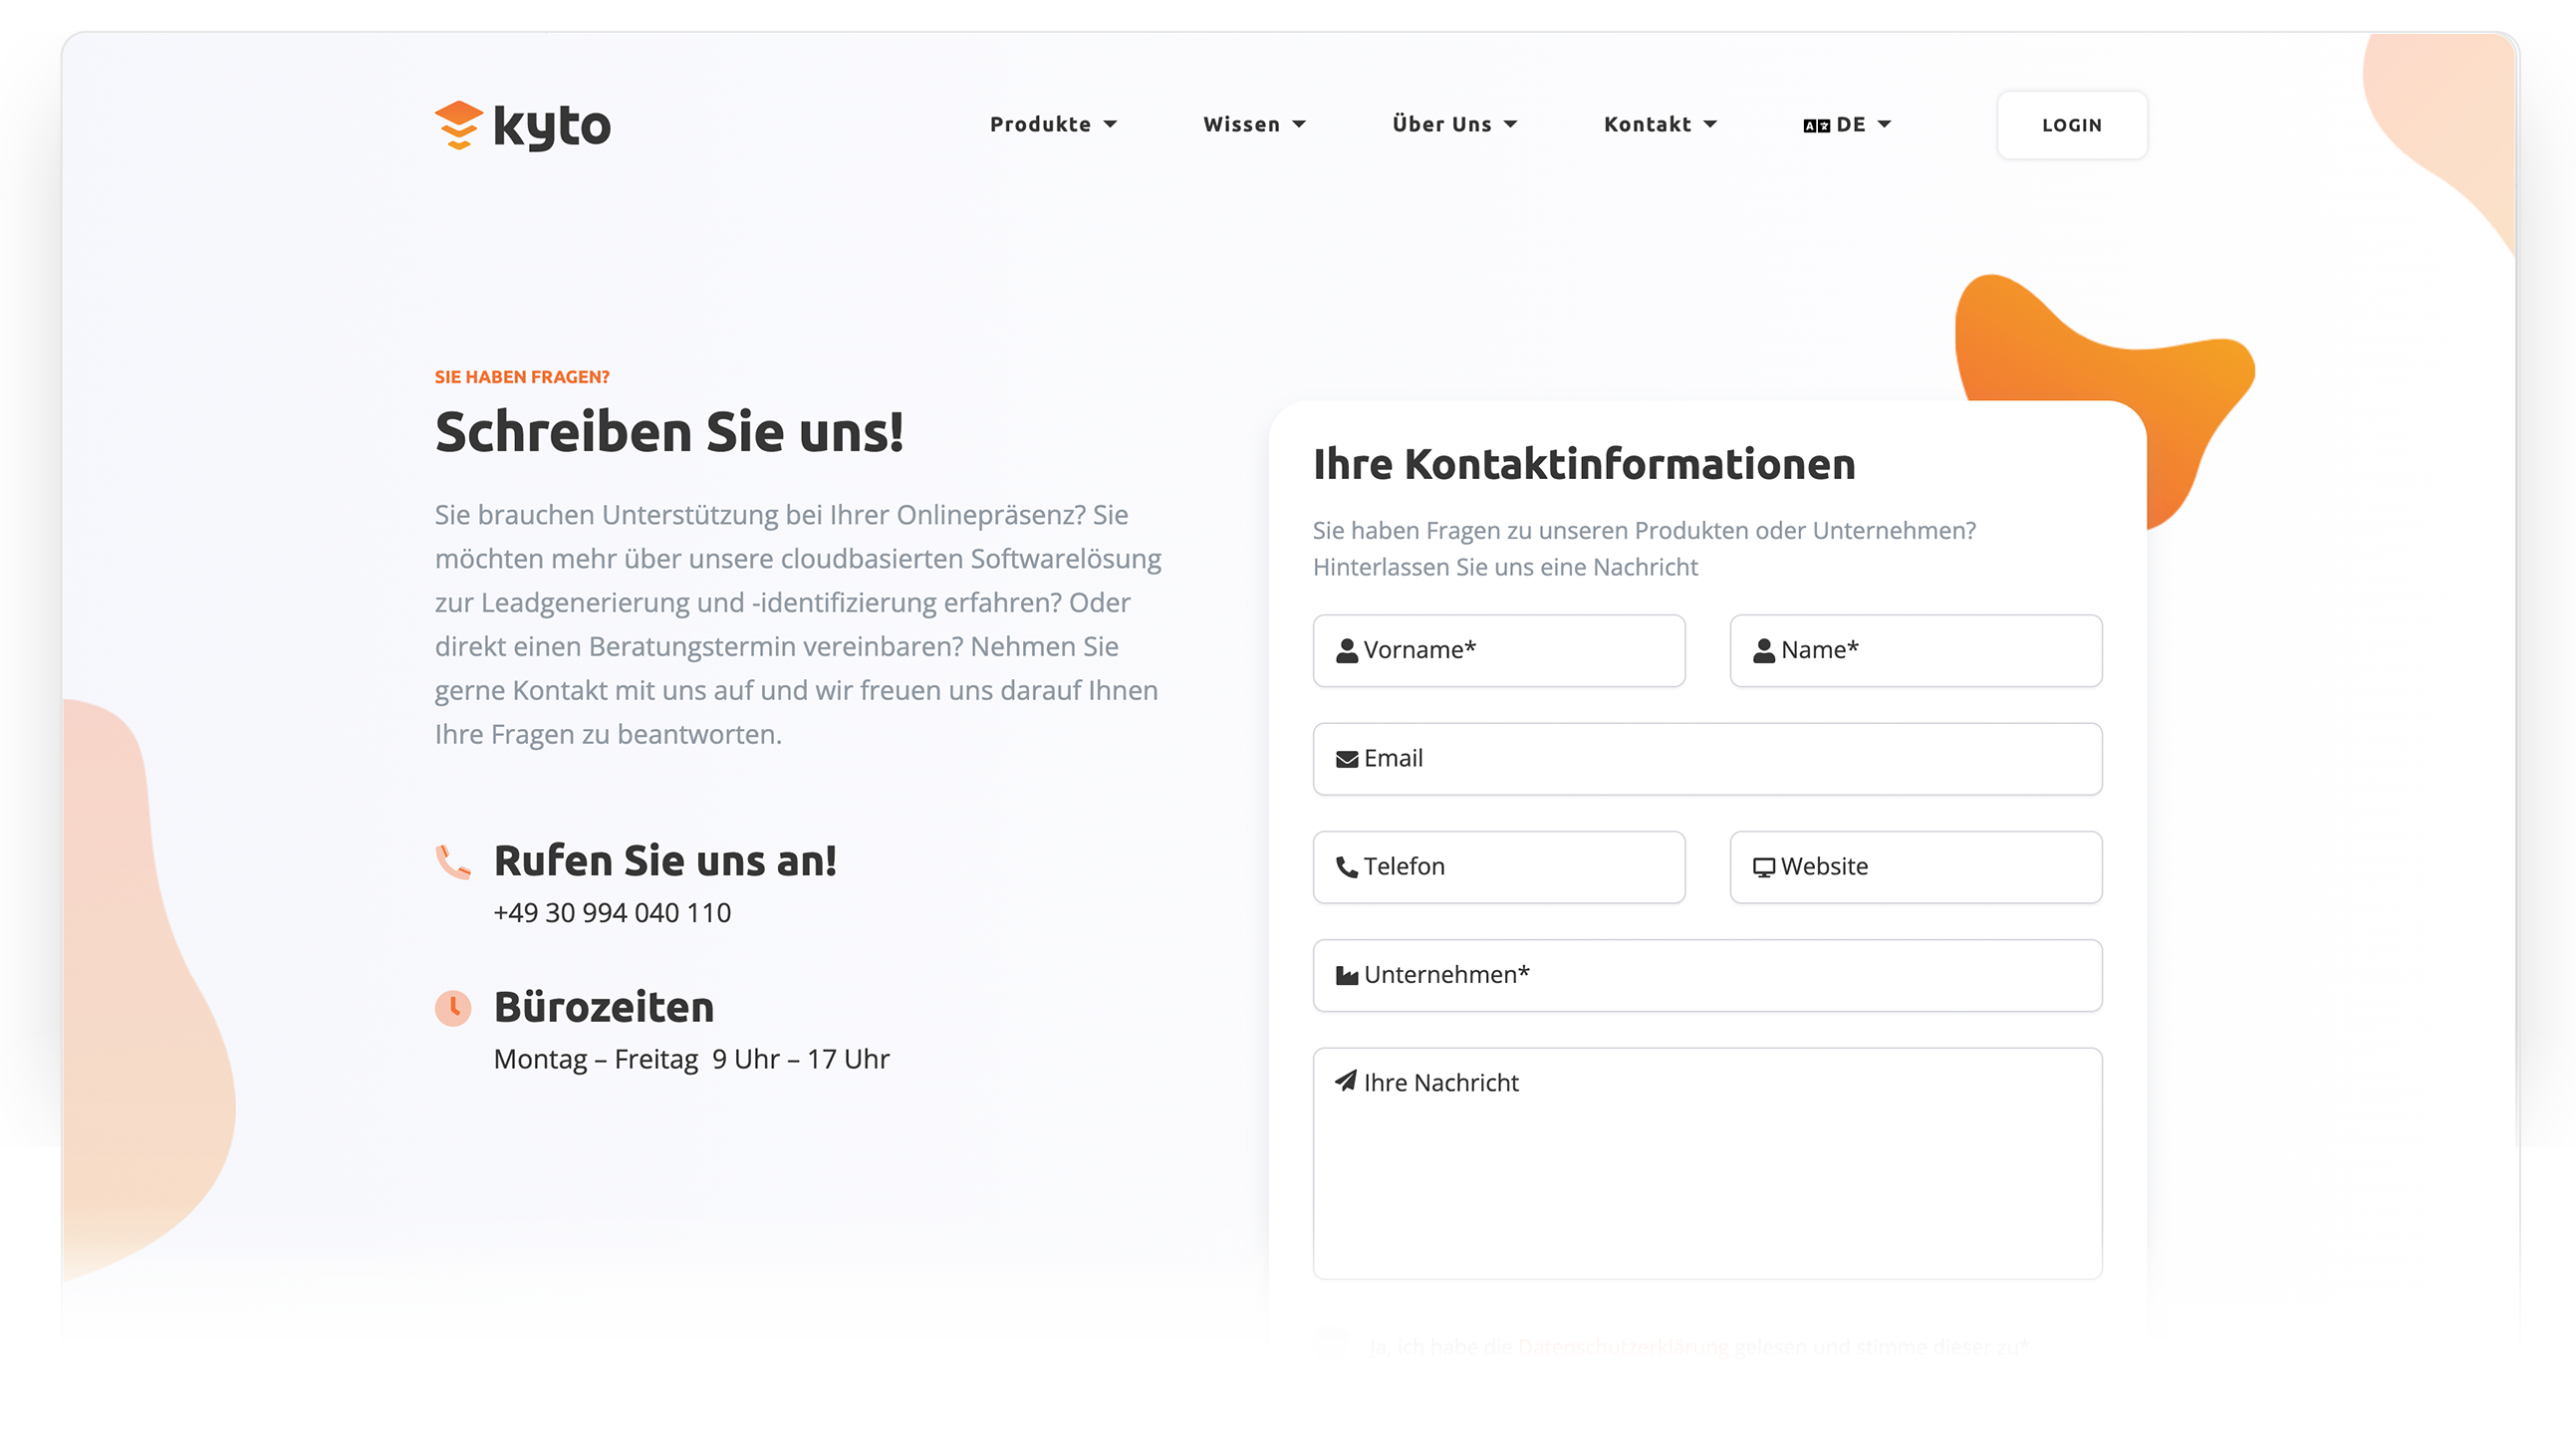 kyto
Produkte
Wissen
Über Uns
Kontakt
DE
LOGIN
SIE HABEN FRAGEN?
Schreiben Sie uns!
Sie brauchen Unterstützung bei Ihrer Onlinepräsenz? Sie
möchten mehr über unsere cloudbasierten Softwarelösung
zur Leadgenerierung und -identifizierung erfahren? Oder
direkt einen Beratungstermin vereinbaren? Nehmen Sie
gerne Kontakt mit uns auf und wir freuen uns darauf Ihnen
Ihre Fragen zu beantworten.
Rufen Sie uns an!
+49 30 994 040 110
Bürozeiten
Montag – Freitag  9 Uhr – 17 Uhr
Ihre Kontaktinformationen
Sie haben Fragen zu unseren Produkten oder Unternehmen?
Hinterlassen Sie uns eine Nachricht
Vorname*
Name*
Email
Telefon
Website
Unternehmen*
Ihre Nachricht
Ja, ich habe die Datenschutzerklärung gelesen und stimme dieser zu*